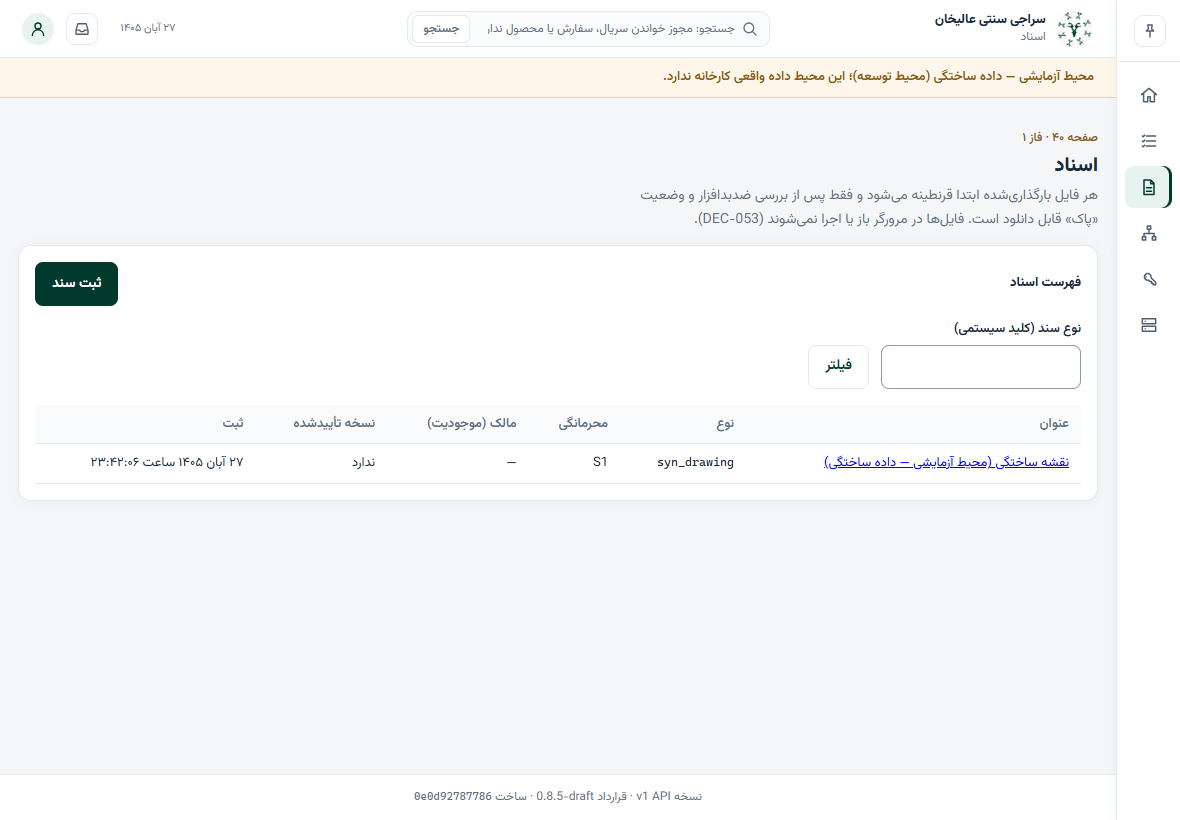 سراجی سنتی عالیخان
اسناد
جستجو: مجوز خواندن سریال، سفارش یا محصول ندار
جستجو
۲۷ آبان ۱۴۰۵
محیط آزمایشی — داده ساختگی (محیط توسعه)؛ این محیط داده واقعی کارخانه ندارد.
صفحه ۴۰ · فاز ۱
اسناد
هر فایل بارگذاری‌شده ابتدا قرنطینه می‌شود و فقط پس از بررسی ضدبدافزار و وضعیت
«پاک» قابل دانلود است. فایل‌ها در مرورگر باز یا اجرا نمی‌شوند (DEC-053).
فهرست اسناد
ثبت سند
نوع سند (کلید سیستمی)
فیلتر
عنوان نوع محرمانگی مالک (موجودیت) نسخه تأییدشده ثبت
نقشه ساختگی (محیط آزمایشی — داده ساختگی) syn_drawing S1 — ندارد ۲۷ آبان ۱۴۰۵ ساعت ۲۳:۴۲:۰۶
نسخه v1 API · قرارداد 0.8.5-draft · ساخت 0e0d92787786